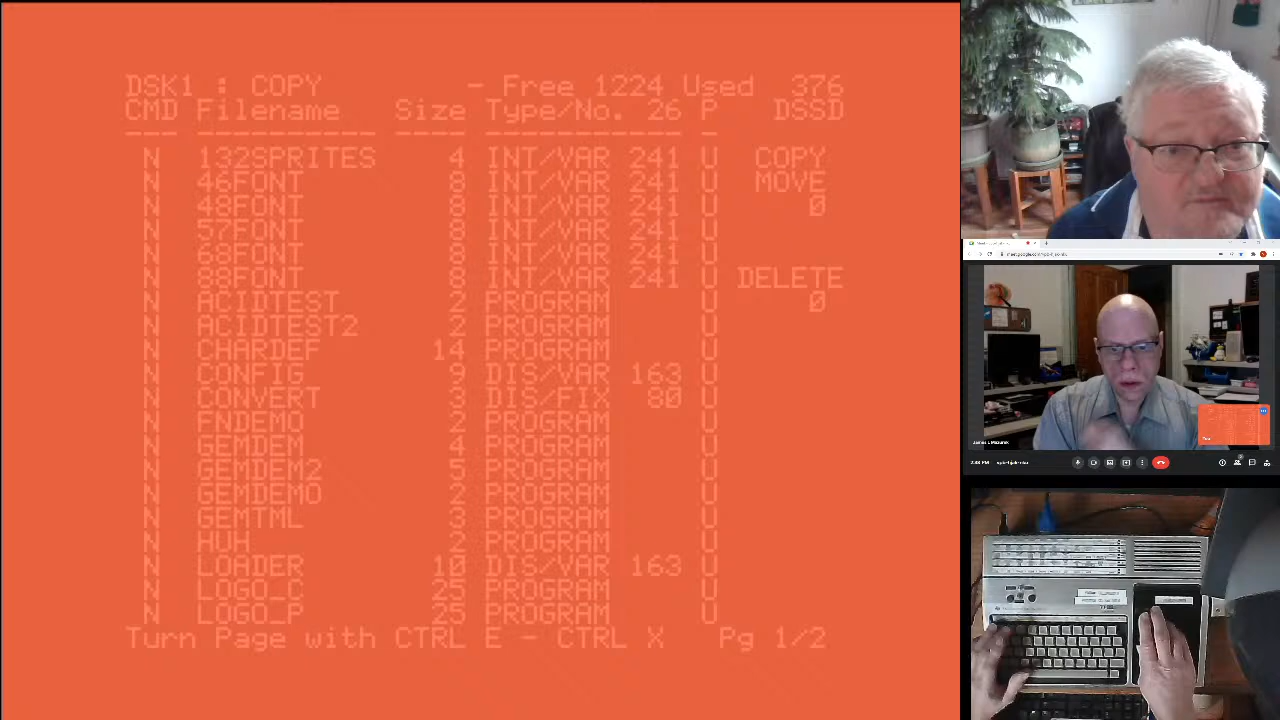 DSK1 : COPY - Free 1224 Used 376
CMD Filename Size Type/No. 26 P DSSD
--- ---------- ---- ----------- -
N 132SPRITES 4 INT/VAR 241 U COPY
N 46FONT 8 INT/VAR 241 U MOVE
N 48FONT 8 INT/VAR 241 U 0
N 57FONT 8 INT/VAR 241 U
N 68FONT 8 INT/VAR 241 U
N 88FONT 8 INT/VAR 241 U DELETE
N ACIDTEST 2 PROGRAM U 0
N ACIDTEST2 2 PROGRAM U
N CHARDEF 14 PROGRAM U
N CONFIG 9 DIS/VAR 163 U
N CONVERT 3 DIS/FIX 80 U
N FNDEMO 2 PROGRAM U
N GEMDEM 4 PROGRAM U
N GEMDEM2 5 PROGRAM U
N GEMDEMO 2 PROGRAM U
N GEMTML 3 PROGRAM U
N HUH 2 PROGRAM U
N LOADER 10 DIS/VAR 163 U
N LOGO_C 25 PROGRAM U
N LOGO_P 25 PROGRAM U
Turn Page with CTRL E - CTRL X Pg 1/2